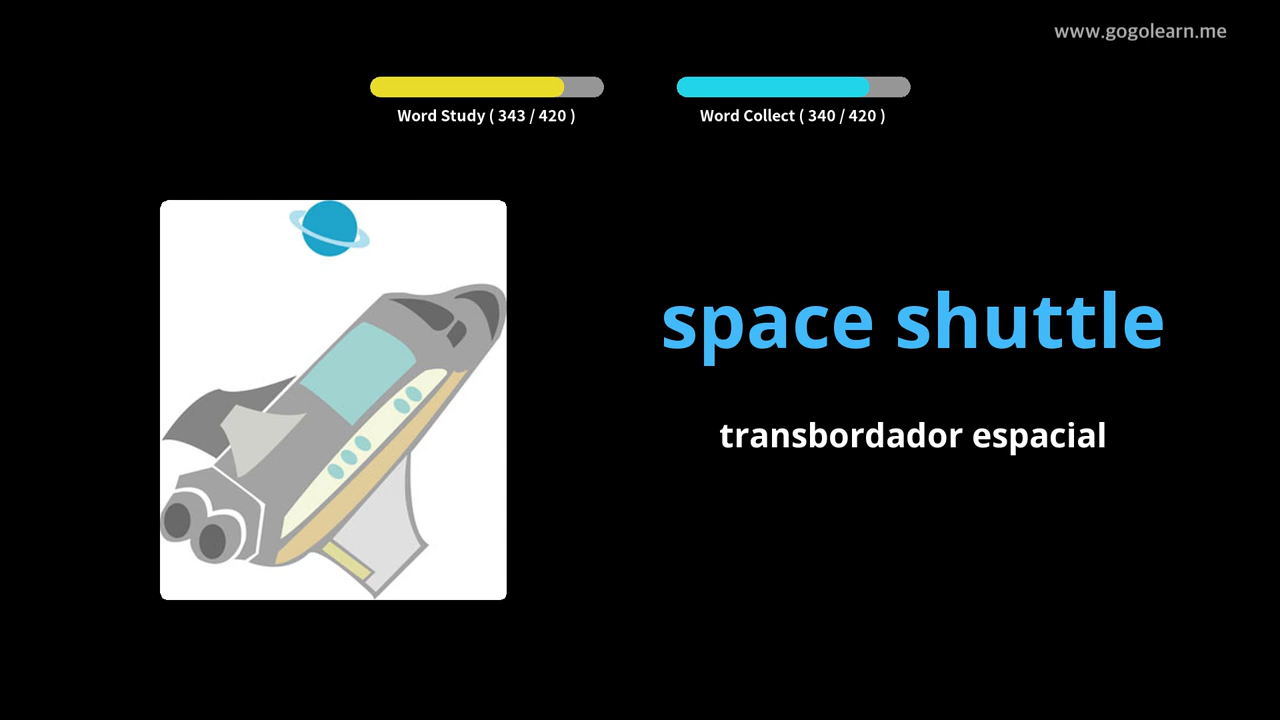 www.gogolearn.me
Word Study ( 343 / 420 )
Word Collect ( 340 / 420 )
space shuttle
transbordador espacial